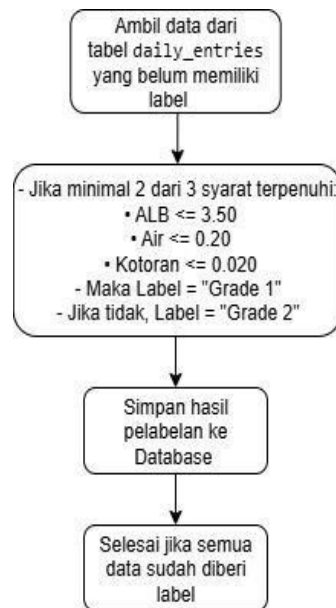 Ambil data dari
tabel daily_entries
yang belum memiliki
label
- Jika minimal 2 dari 3 syarat terpenuhi:
• ALB <= 3.50
• Air <= 0.20
• Kotoran <= 0.020
- Maka Label = "Grade 1"
- Jika tidak, Label = "Grade 2"
Simpan hasil
pelabelan ke
Database
Selesai jika semua
data sudah diberi
label